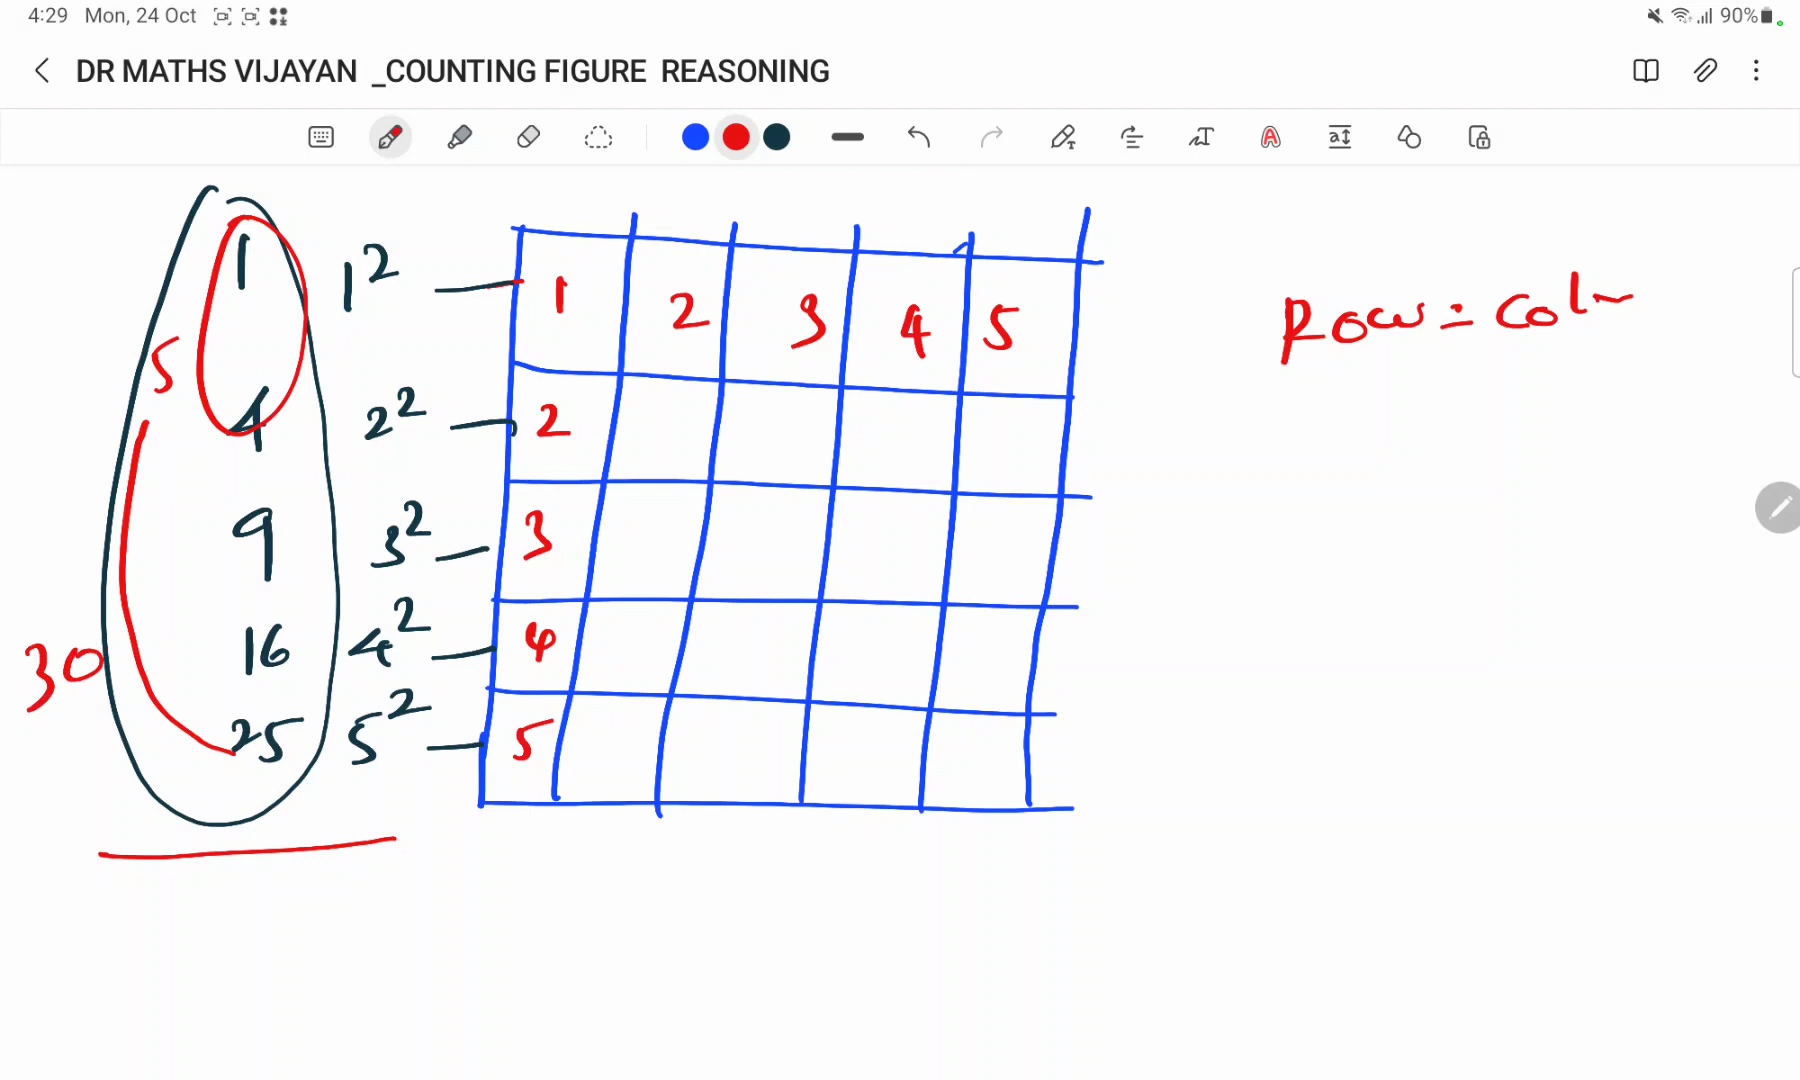 4:29 Mon, 24 Oct 90%
DR MATHS VIJAYAN _COUNTING FIGURE REASONING
1 1² 1 2 3 4 5 Row = Col
5
4 2² 2
9 3² 3
30 16 4² 4
25 5² 5